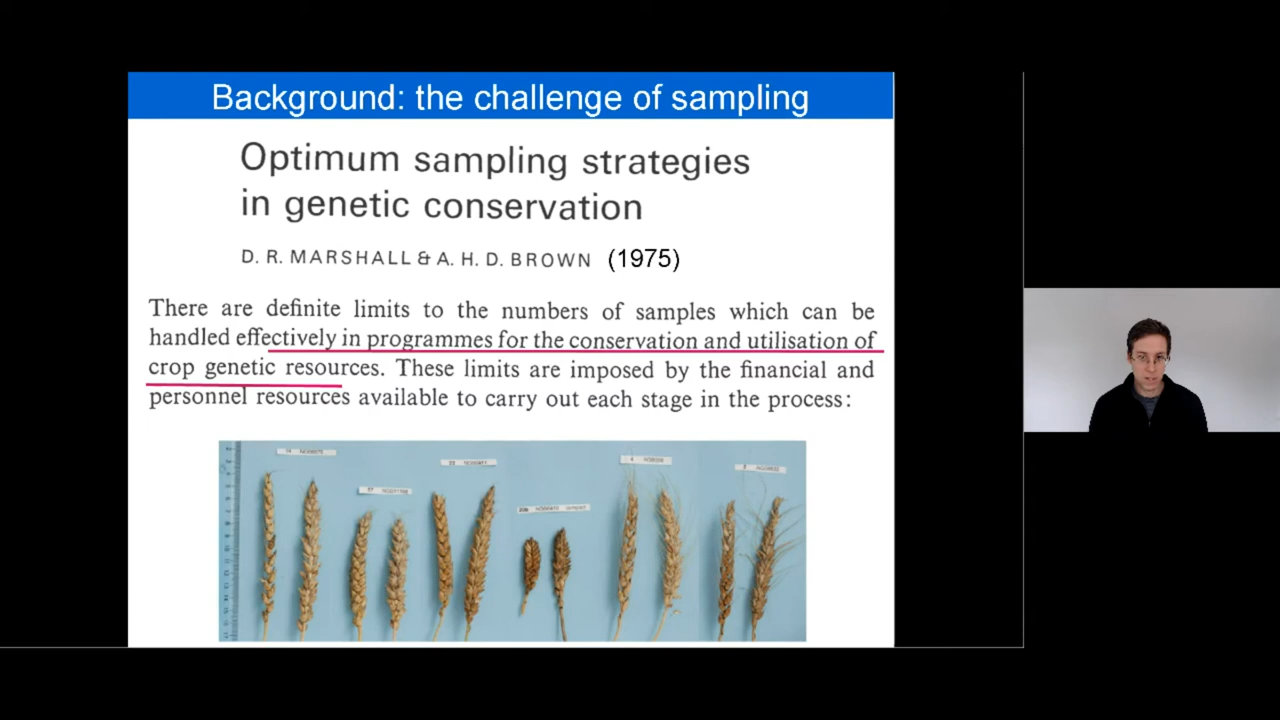 Background: the challenge of sampling
Optimum sampling strategies
in genetic conservation
D. R. MARSHALL & A. H. D. BROWN (1975)
There are definite limits to the numbers of samples which can be
handled effectively in programmes for the conservation and utilisation of
crop genetic resources. These limits are imposed by the financial and
personnel resources available to carry out each stage in the process: